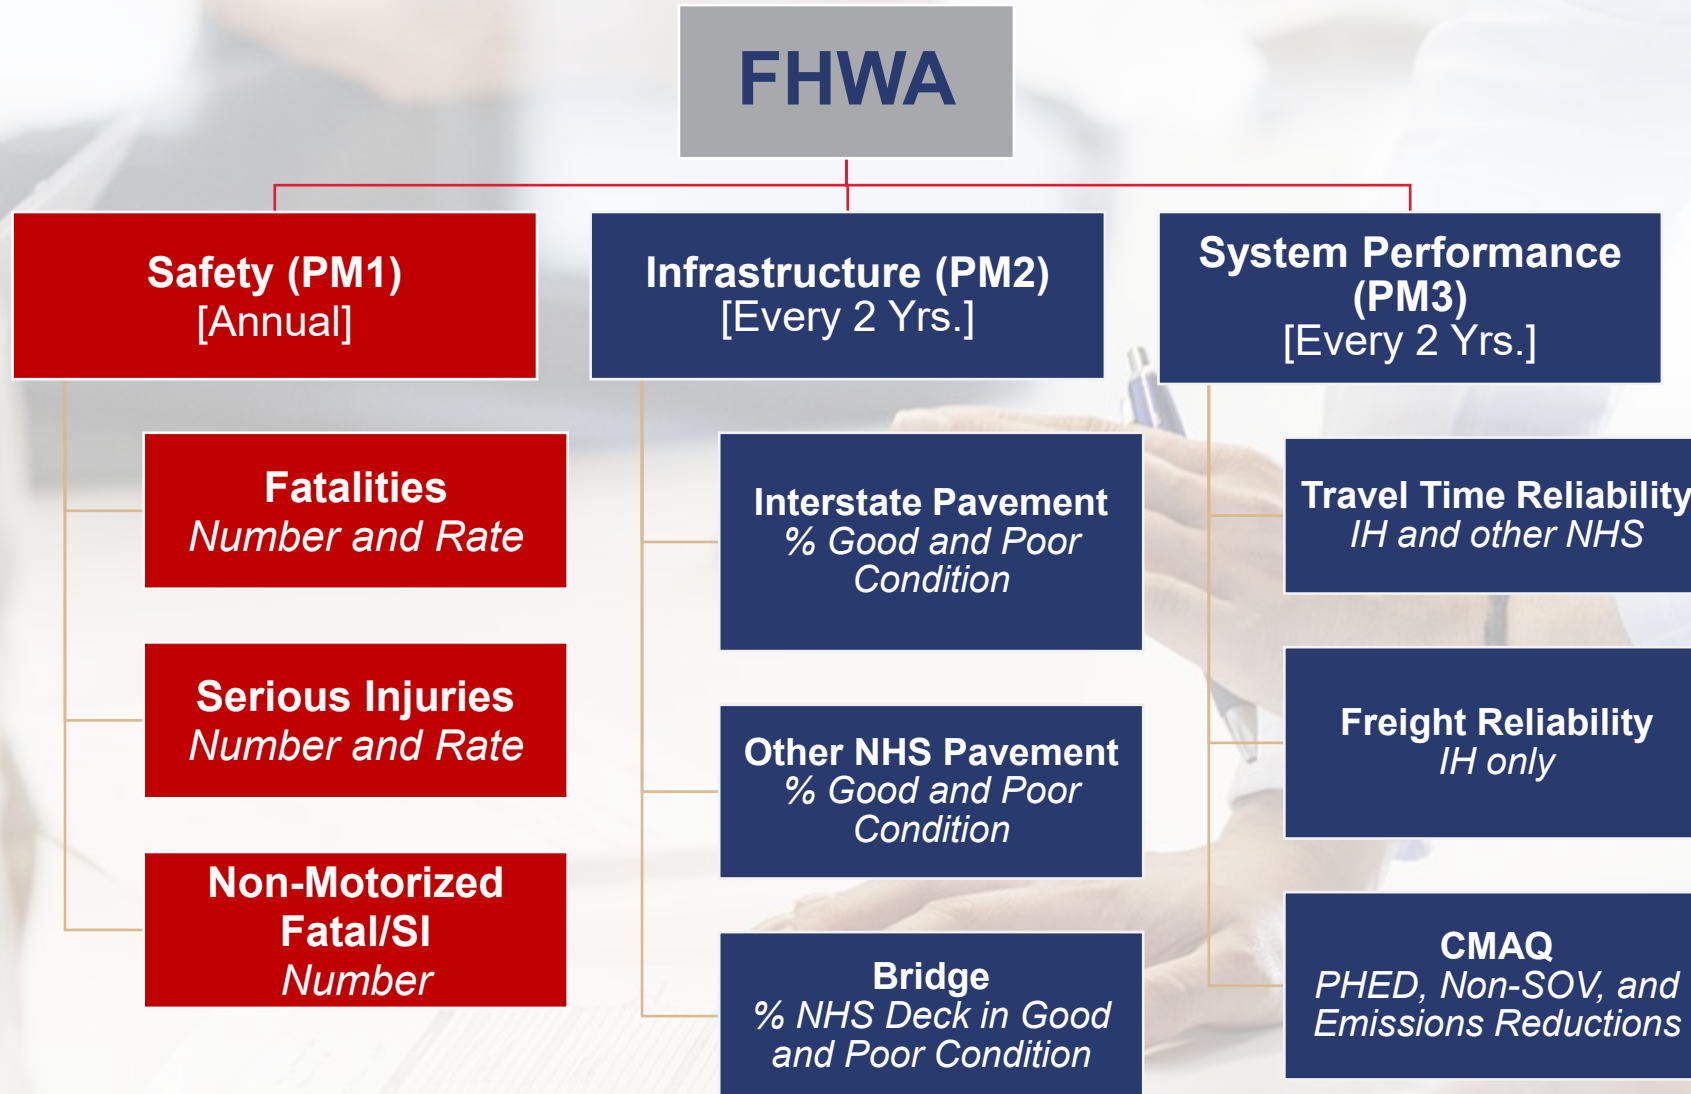 FHWA
Safety (PM1)
[Annual]
Fatalities
Number and Rate
Serious Injuries
Number and Rate
Non-Motorized
Fatal/SI
Number
Infrastructure (PM2)
[Every 2 Yrs.]
Interstate Pavement
% Good and Poor
Condition
Other NHS Pavement
% Good and Poor
Condition
Bridge
% NHS Deck in Good
and Poor Condition
System Performance
(PM3)
[Every 2 Yrs.]
Travel Time Reliability
IH and other NHS
Freight Reliability
IH only
CMAQ
PHED, Non-SOV, and
Emissions Reductions